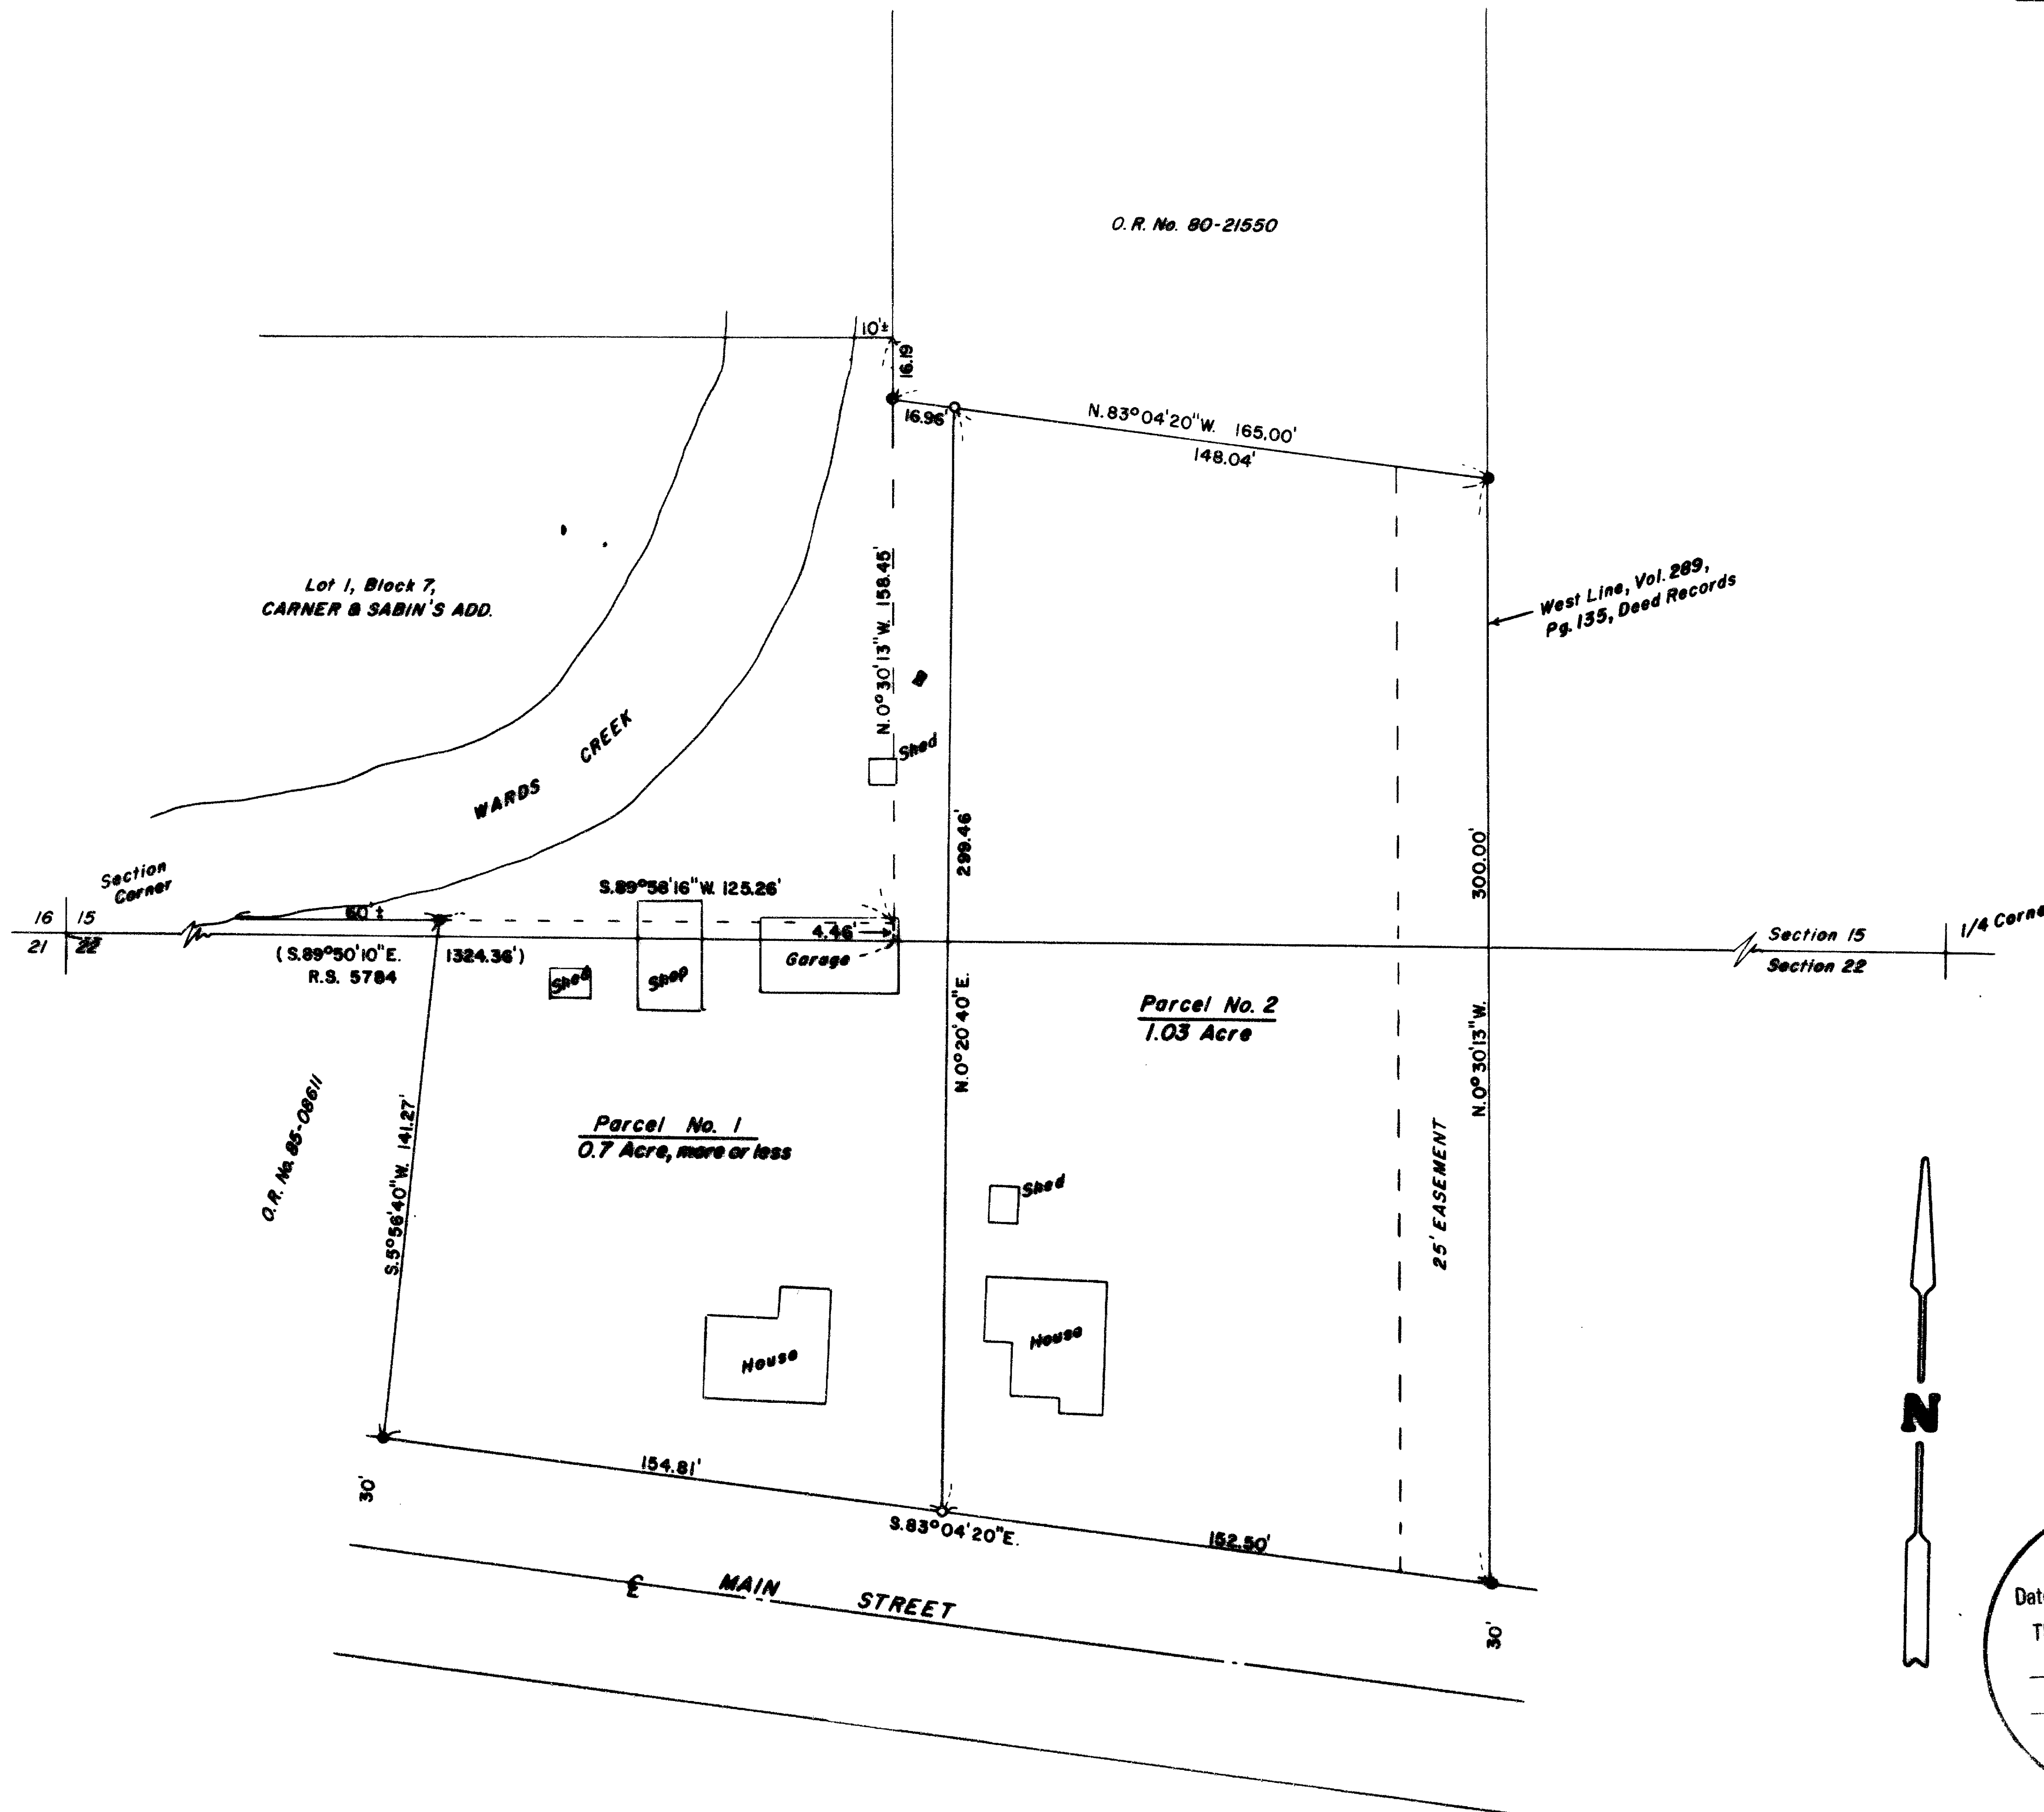 O. R. No. 80-21550
10'±
16.19
16.96'
N. 83°04'20"W. 165.00'
148.04'
Lot 1, Block 7,
CARNER & SABIN'S ADD.
N. 0°30'13"W. 158.45'
West Line, Vol. 289,
Pg. 135, Deed Records
WARDS CREEK
Shed
299.46'
300.00'
Section
Corner
S.89°58'16"W. 125.26'
16 15
21 22
60'±
4.46'
(S.89°50'10"E. 1324.36')
R.S. 5784
Shed
Shop
Garage
Section 15
Section 22
1/4 Corne
N.0°20'40"E.
Parcel No. 2
1.03 Acre
N.0°30'13"W.
O.R. No. 85-08611
S.5°56'40"W. 141.27'
Parcel No. 1
0.7 Acre, more or less
25' EASEMENT
Shed
House
House
154.81'
30'
S.83°04'20"E.
152.50'
MAIN STREET
30'
N
Dat
T